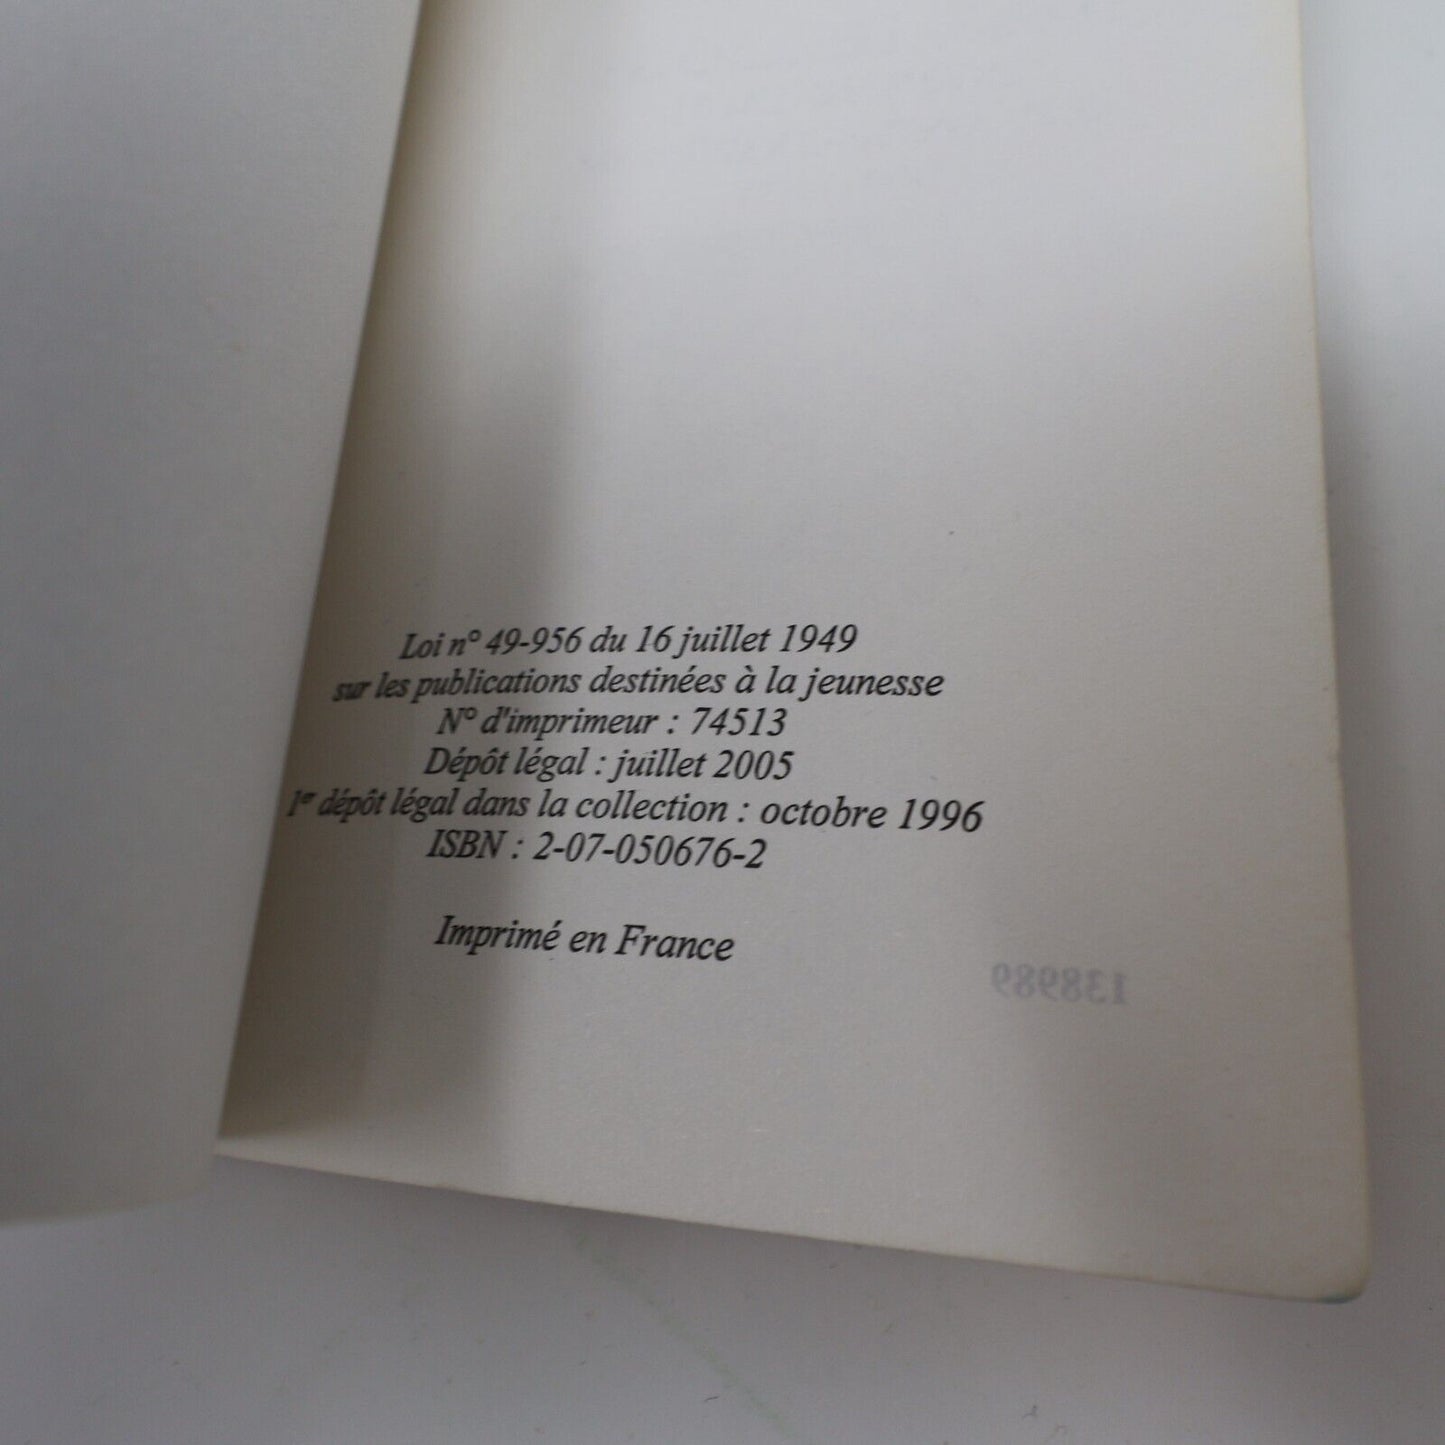 Loi n° 49-956 du 16 juillet 1949
sur les publications destinées à la jeunesse
N° d'imprimeur : 74513
Dépôt légal : juillet 2005
1er dépôt légal dans la collection : octobre 1996
ISBN : 2-07-050676-2
Imprimé en France
138989